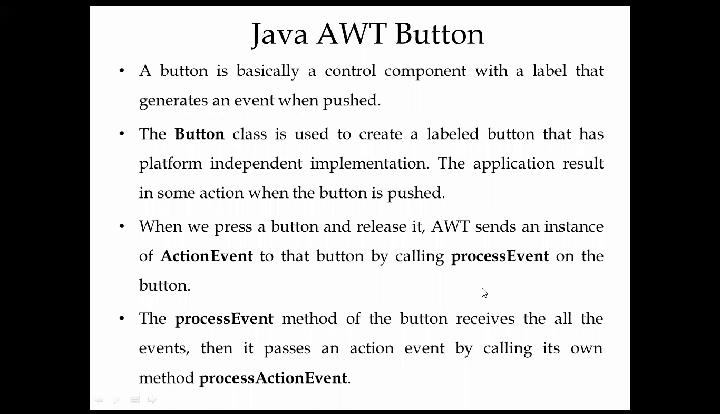 Java AWT Button
• A button is basically a control component with a label that
generates an event when pushed.
• The Button class is used to create a labeled button that has
platform independent implementation. The application result
in some action when the button is pushed.
• When we press a button and release it, AWT sends an instance
of ActionEvent to that button by calling processEvent on the
button.
• The processEvent method of the button receives the all the
events, then it passes an action event by calling its own
method processActionEvent.